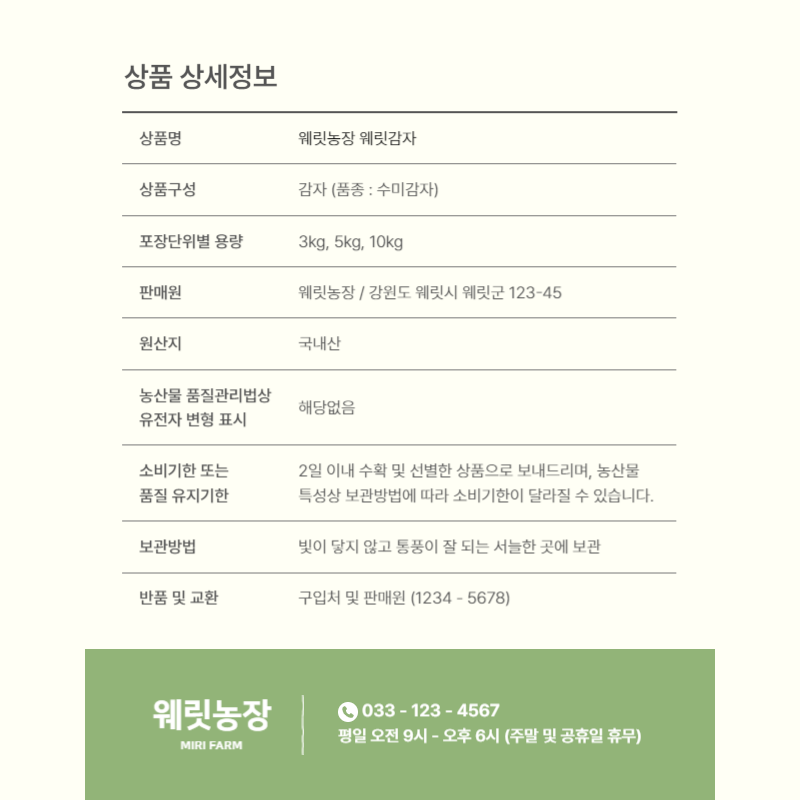 상품 상세정보
상품명 웨릿농장 웨릿감자
상품구성 감자 (품종 : 수미감자)
포장단위별 용량 3kg, 5kg, 10kg
판매원 웨릿농장 / 강원도 웨릿시 웨릿군 123-45
원산지 국내산
농산물 품질관리법상
유전자 변형 표시
해당없음
소비기한 또는
품질 유지기한
2일 이내 수확 및 선별한 상품으로 보내드리며, 농산물
특성상 보관방법에 따라 소비기한이 달라질 수 있습니다.
보관방법 빛이 닿지 않고 통풍이 잘 되는 서늘한 곳에 보관
반품 및 교환 구입처 및 판매원 (1234 - 5678)
웨릿농장
MIRI FARM
033 - 123 - 4567
평일 오전 9시 - 오후 6시 (주말 및 공휴일 휴무)